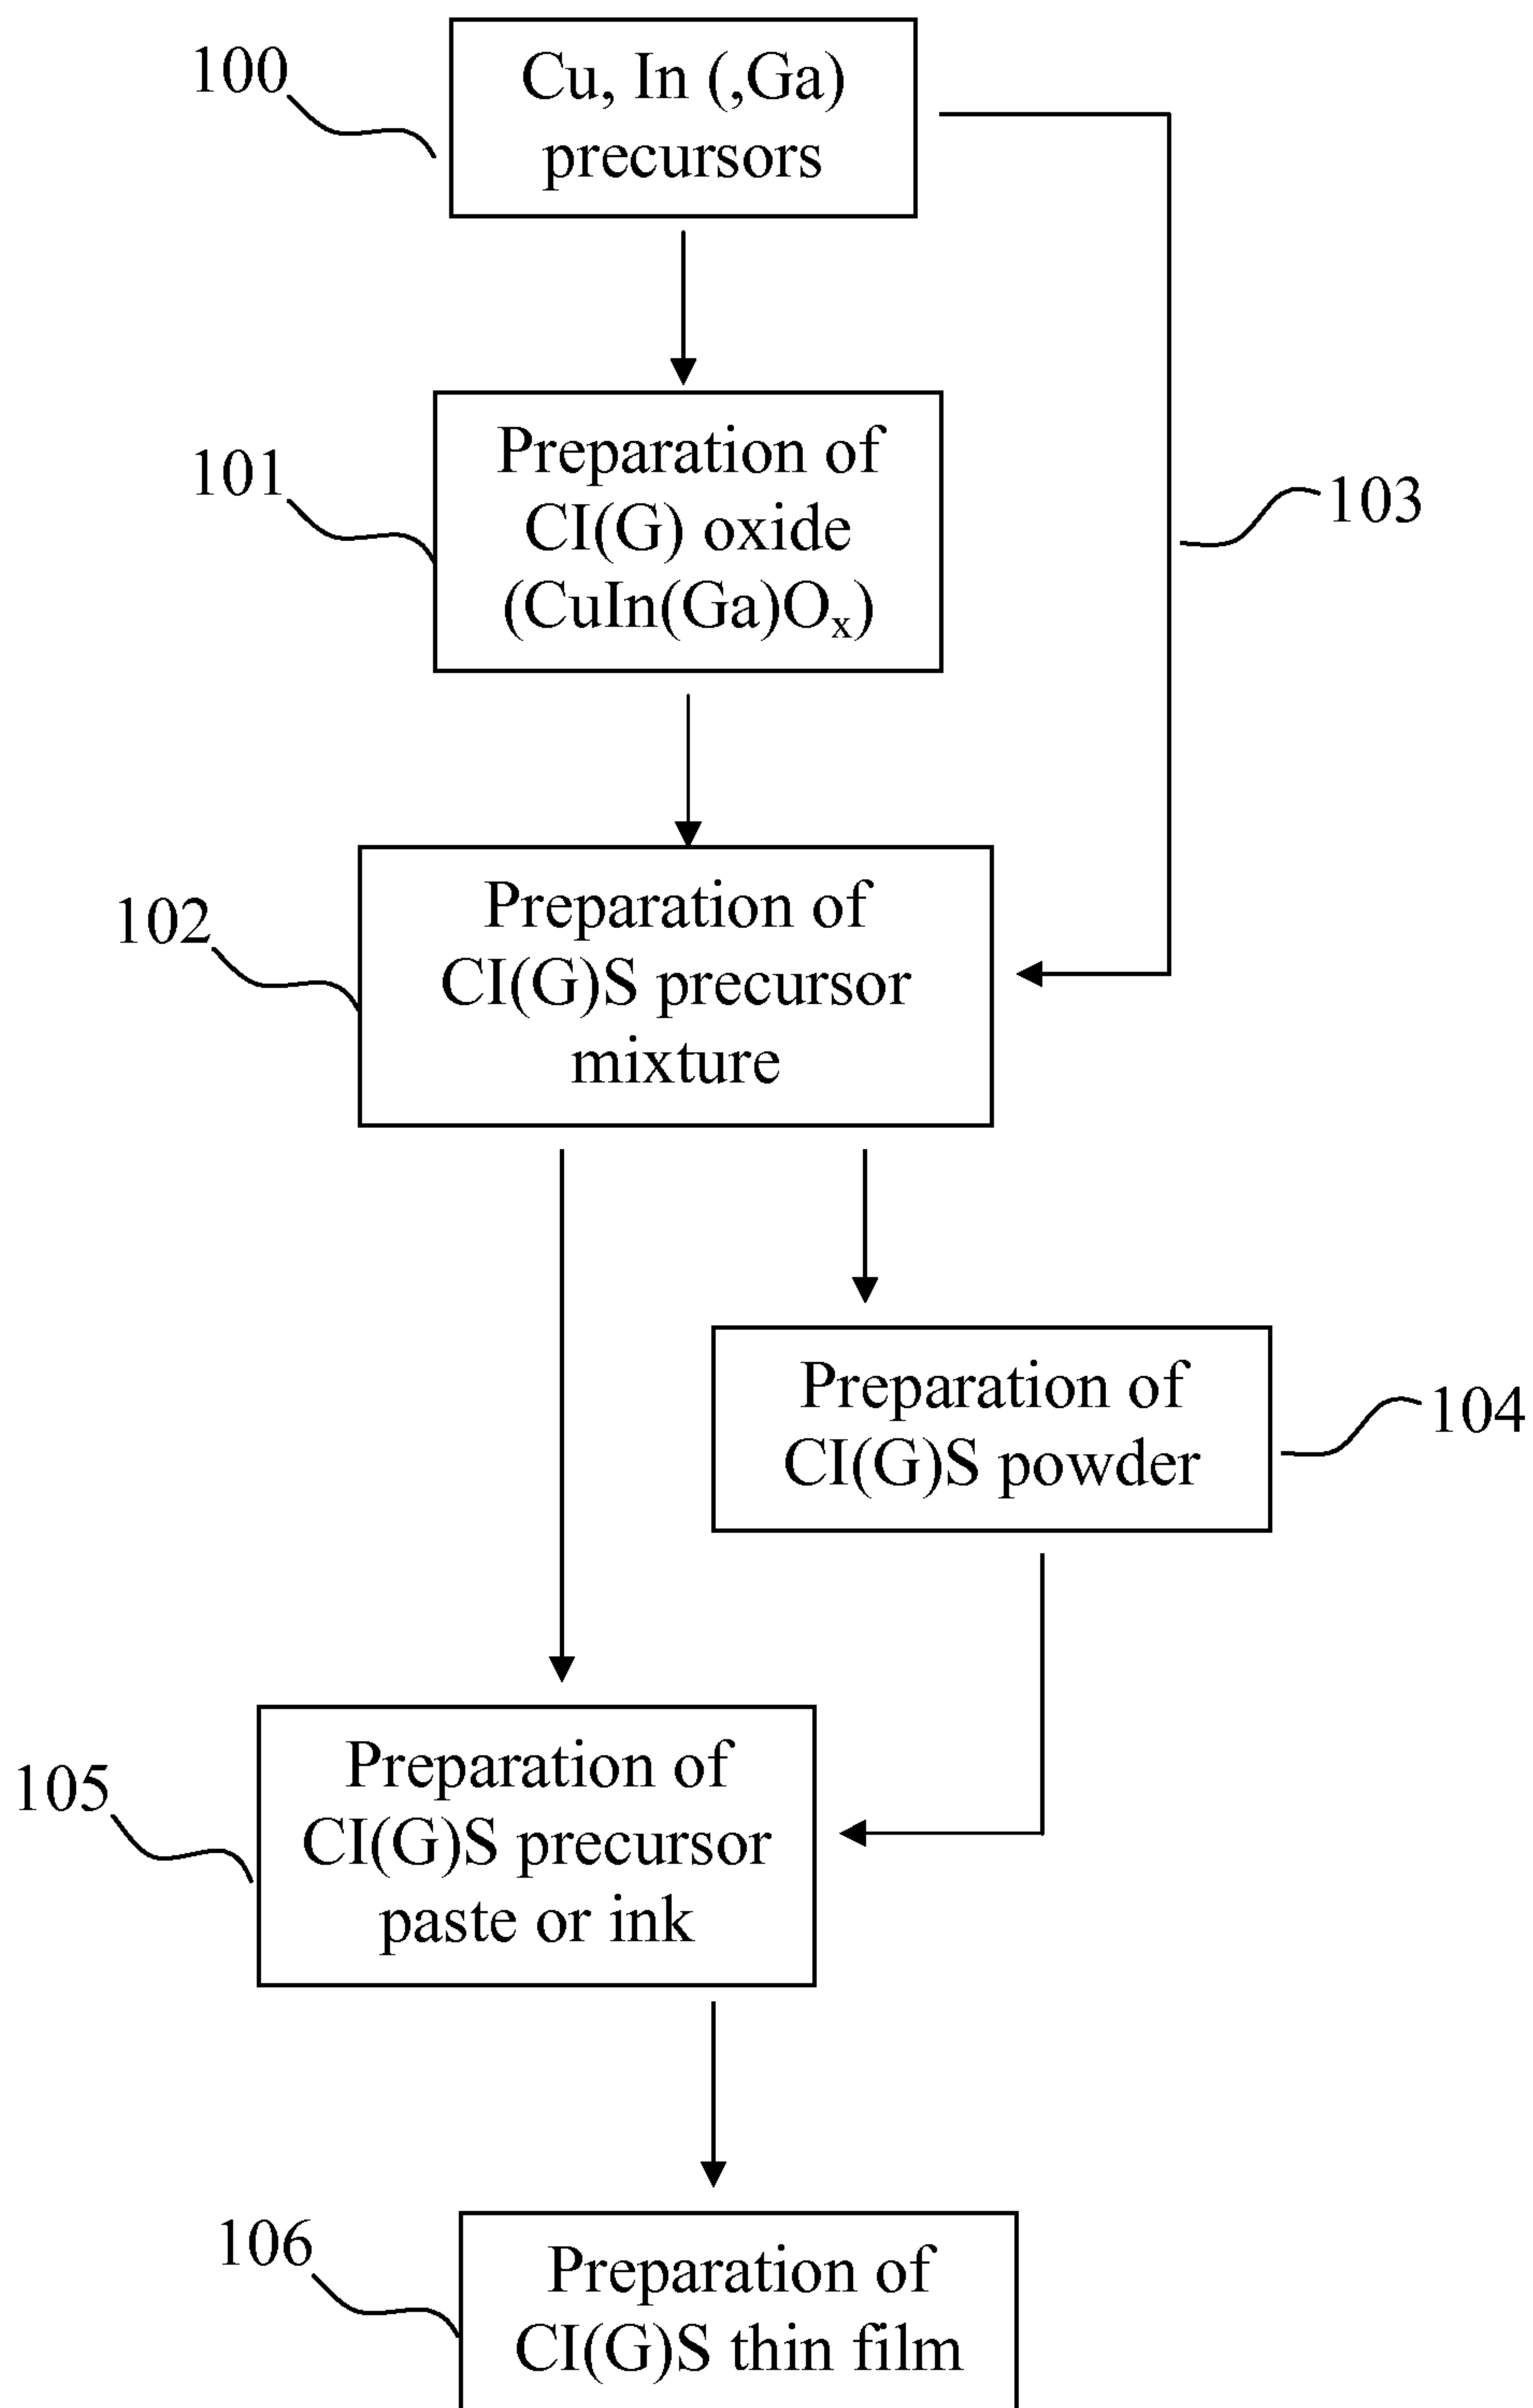 100
Cu, In (,Ga)
precursors
101
Preparation of
CI(G) oxide
(CuIn(Ga)Oₓ)
103
102
Preparation of
CI(G)S precursor
mixture
Preparation of
CI(G)S powder
104
105
Preparation of
CI(G)S precursor
paste or ink
106
Preparation of
CI(G)S thin film